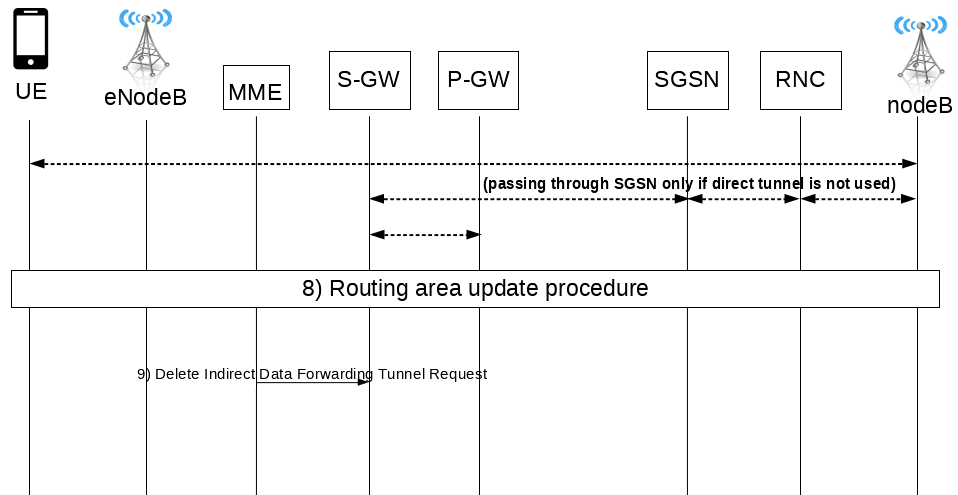 UE
eNodeB
MME
S-GW
P-GW
SGSN
RNC
nodeB
(passing through SGSN only if direct tunnel is not used)
8) Routing area update procedure
9) Delete Indirect Data Forwarding Tunnel Request